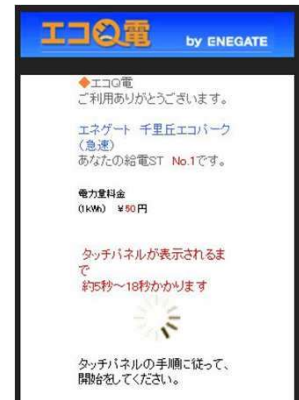 エコQ電 by ENEGATE
◆エコQ電
ご利用ありがとうございます。
エネゲート 千里丘エコパーク
(急速)
あなたの給電ST No.1です。
電力量料金
(1kWh) ￥50円
タッチパネルが表示されるま
で
約5秒～18秒かかります
タッチパネルの手順に従って、
開始をしてください。